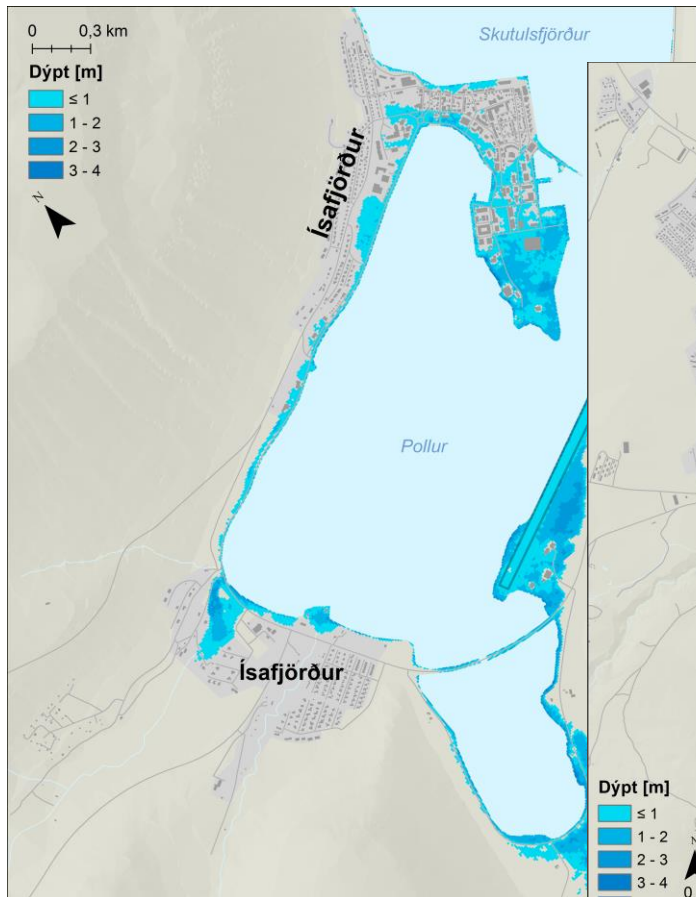 0 0,3 km
Dýpt [m]
≤ 1
1 - 2
2 - 3
3 - 4
N
Skutulsfjörður
Ísafjörður
Pollur
Ísafjörður
Dýpt [m]
≤ 1
1 - 2
2 - 3
3 - 4
N
0